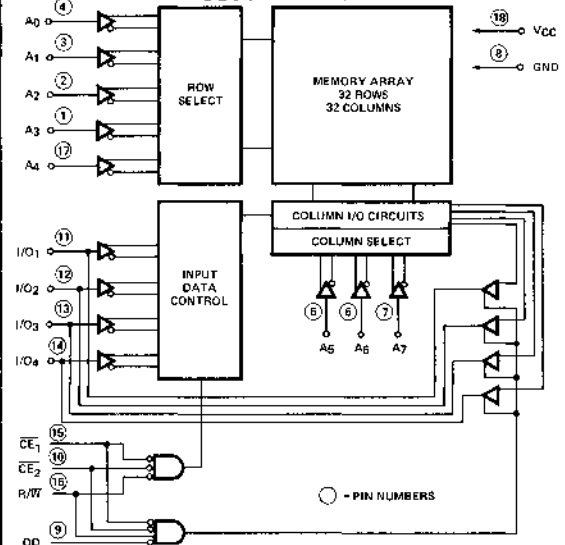 ④
A0
③
A1
②
A2
①
A3
⑰
A4
ROW
SELECT
MEMORY ARRAY
32 ROWS
32 COLUMNS
⑱
VCC
⑧
GND
COLUMN I/O CIRCUITS
COLUMN SELECT
⑪
I/O1
⑫
I/O2
⑬
I/O3
⑭
I/O4
INPUT
DATA
CONTROL
⑥
⑦
A5
A6
A7
⑮
CE1
⑩
CE2
⑯
R/W
⑨
OD
- PIN NUMBERS